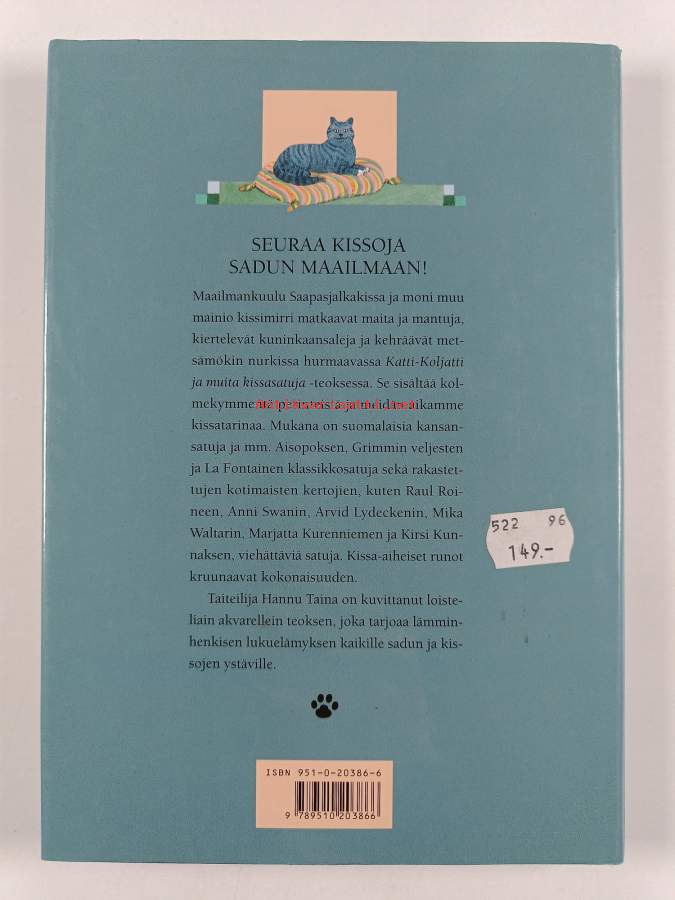 SEURAA KISSOJA
SADUN MAAILMAAN!
Maailmankuulu Saapasjalkakissa ja moni muu
mainio kissimirri matkaavat maita ja mantuja,
kiertelevät kuninkaansaleja ja kehräävät met-
sämökin nurkissa hurmaavassa Katti-Koljatti
ja muita kissasatuja -teoksessa. Se sisältää kol-
mekymmentä perinteistä ja
kissatarinaa. Mukana on suomalaisia kansan-
satuja ja mm. Aisopoksen, Grimmin veljesten
ja La Fontainen klassikkosatuja sekä rakastet-
tujen kotimaisten kertojien, kuten Raul Roi-
neen, Anni Swanin, Arvid Lydeckenin, Mika
Waltarin, Marjatta Kurenniemen ja Kirsi Kun-
naksen, viehättäviä satuja. Kissa-aiheiset runot
kruunaavat kokonaisuuden.
Taiteilija Hannu Taina on kuvittanut loiste-
liain akvarellein teoksen, joka tarjoaa lämmin-
henkisen lukuelämyksen kaikille sadun ja kis-
sojen ystäville.
522 96
149.-
ISBN 951-0-20386-6
9 789510 203866